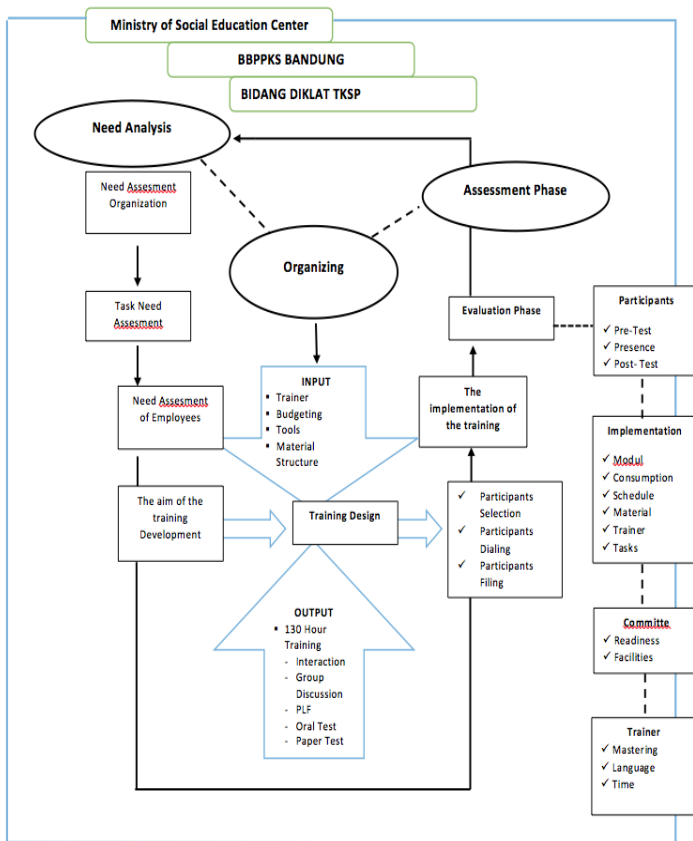 Ministry of Social Education Center
BBPPKS BANDUNG
BIDANG DIKLAT TKSP
Need Analysis
Need Assesment
Organization
Task Need
Assesment
Need Assesment
of Employees
The aim of the
training
Development
Organizing
INPUT
▪ Trainer
▪ Budgeting
▪ Tools
▪ Material
Structure
Training Design
OUTPUT
▪ 130 Hour
Training
- Interaction
- Group
Discussion
- PLF
- Oral Test
- Paper Test
Assessment Phase
Evaluation Phase
The
implementation of
the training
✓ Participants
Selection
✓ Participants
Dialing
✓ Participants
Filing
Participants
✓ Pre-Test
✓ Presence
✓ Post- Test
Implementation
✓ Modul
✓ Consumption
✓ Schedule
✓ Material
✓ Trainer
✓ Tasks
Committe
✓ Readiness
✓ Facilities
Trainer
✓ Mastering
✓ Language
✓ Time